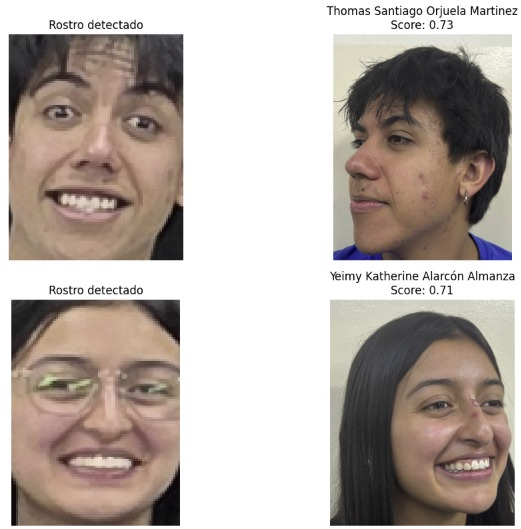 Rostro detectado
Thomas Santiago Orjuela Martinez
Score: 0.73
Rostro detectado
Yeimy Katherine Alarcón Almanza
Score: 0.71